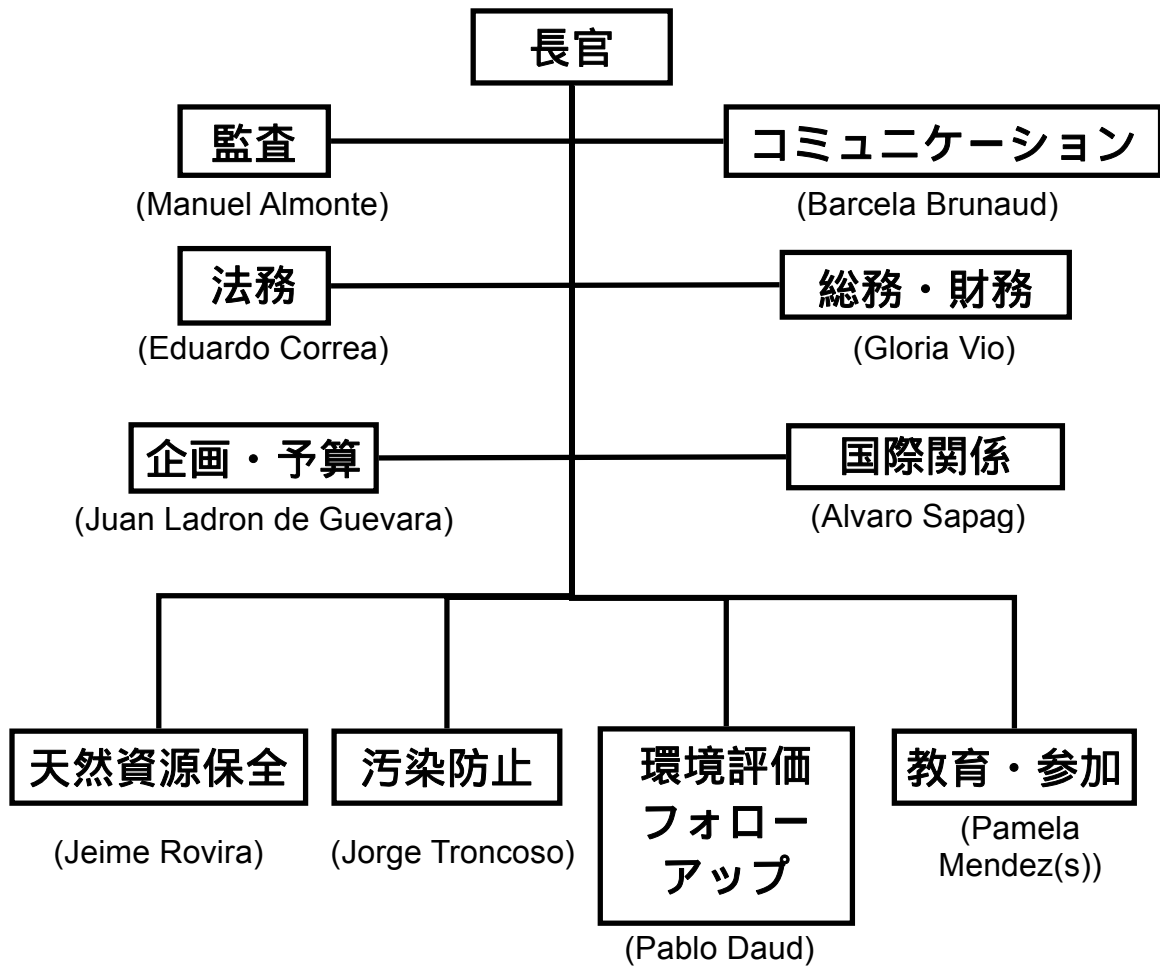 長官
監査
コミュニケーション
(Manuel Almonte)
(Barcela Brunaud)
法務
総務・財務
(Eduardo Correa)
(Gloria Vio)
企画・予算
国際関係
(Juan Ladron de Guevara)
(Alvaro Sapag)
天然資源保全
(Jeime Rovira)
汚染防止
(Jorge Troncoso)
環境評価
フォロー
アップ
(Pablo Daud)
教育・参加
(Pamela
Mendez(s))